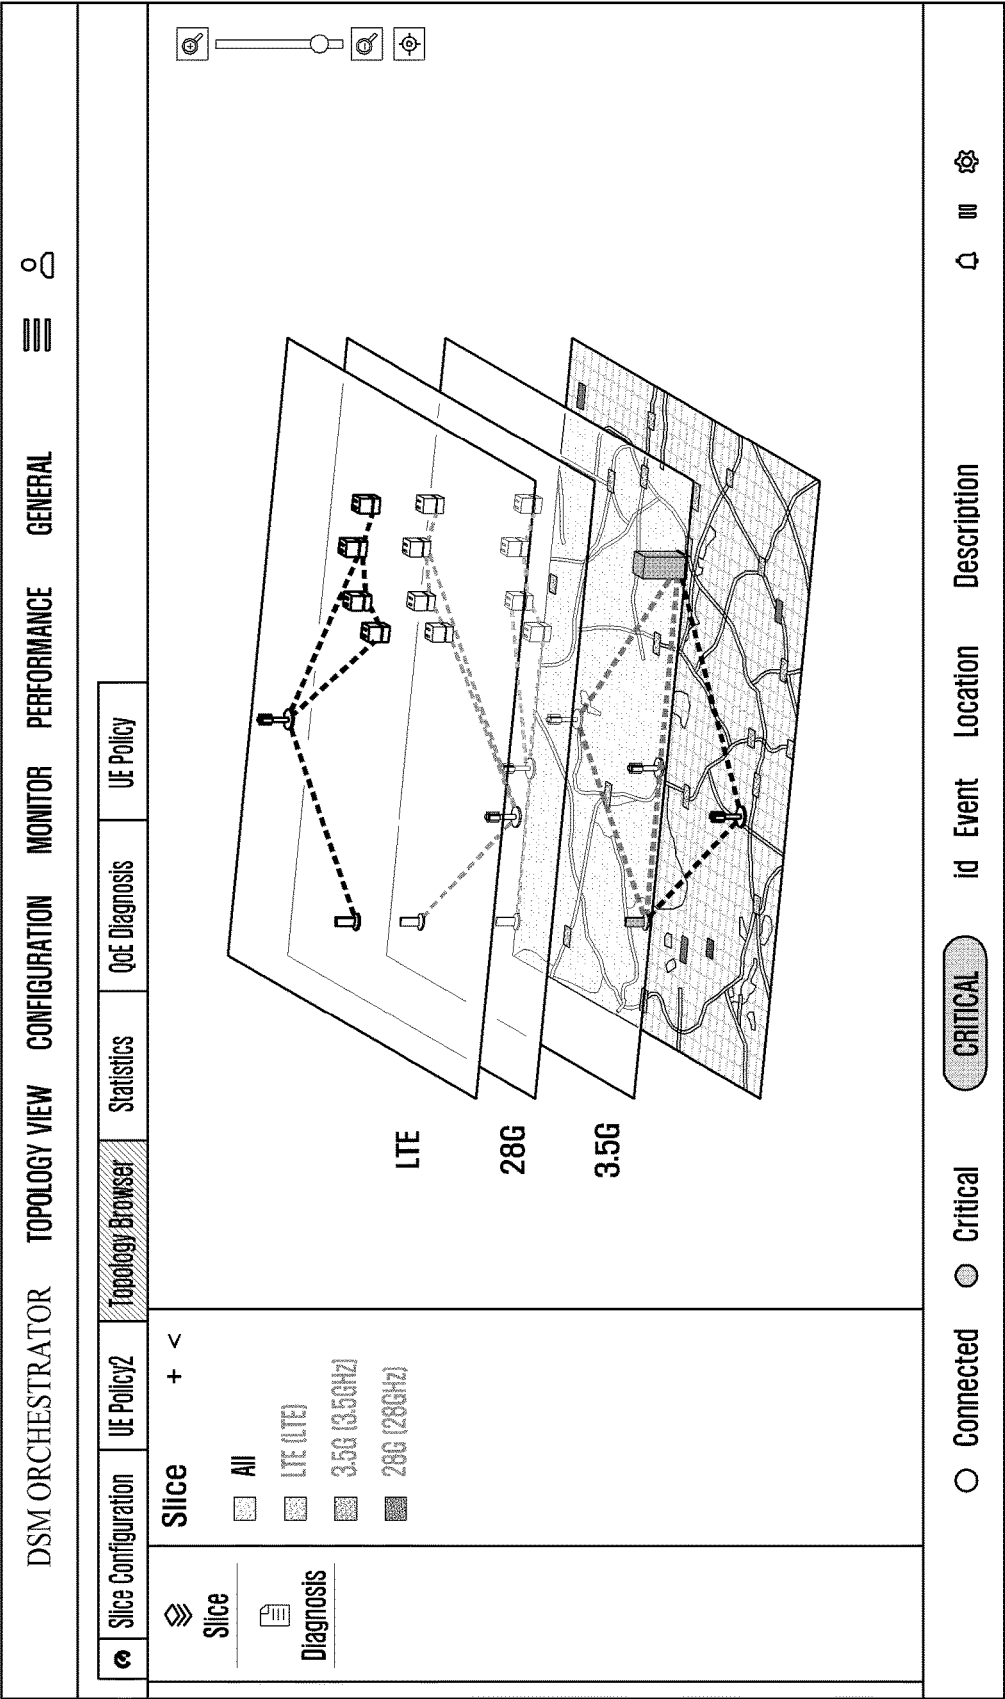 DSM ORCHESTRATOR TOPOLOGY VIEW CONFIGURATION MONITOR PERFORMANCE GENERAL
Slice Configuration UE Policy2 Topology Browser Statistics QoE Diagnosis UE Policy
Slice
Diagnosis
Slice + <
All
LTE (LTE)
3.5G (3.5GHz)
28G (28GHz)
LTE
28G
3.5G
Connected Critical CRITICAL id Event Location Description